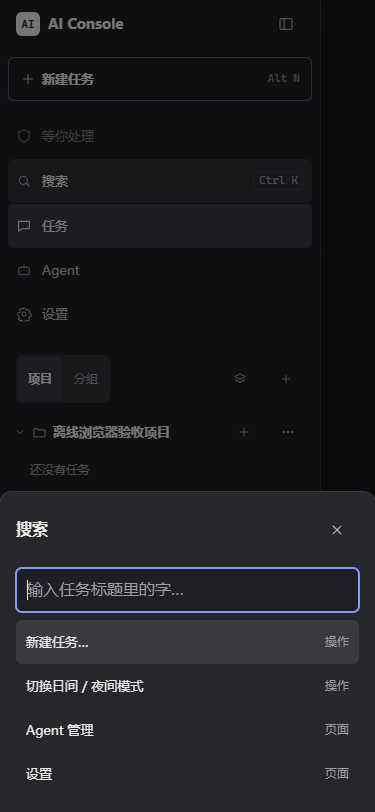 AI AI Console
新建任务 Alt N
等你处理
搜索 Ctrl K
任务
Agent
设置
项目 分组
离线浏览器验收项目
还没有任务
搜索
输入任务标题里的字...
新建任务... 操作
切换日间 / 夜间模式 操作
Agent 管理 页面
设置 页面